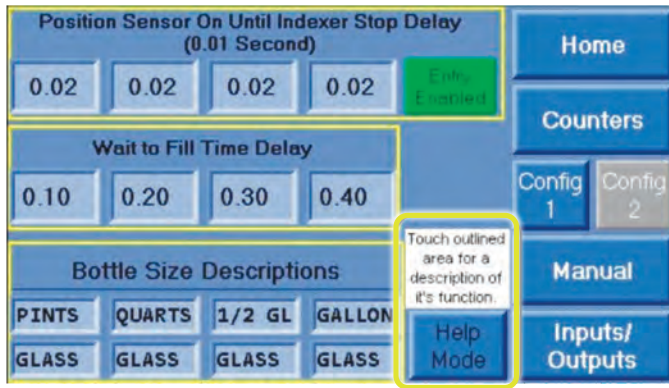 Position Sensor On Until Indexer Stop Delay
(0.01 Second)
0.02 0.02 0.02 0.02
Entry
Enabled
Wait to Fill Time Delay
0.10 0.20 0.30 0.40
Bottle Size Descriptions
PINTS QUARTS 1/2 GL GALLON
GLASS GLASS GLASS GLASS
Touch outlined
area for a
description of
it's function.
Help
Mode
Home
Counters
Config
1
Config
2
Manual
Inputs/
Outputs